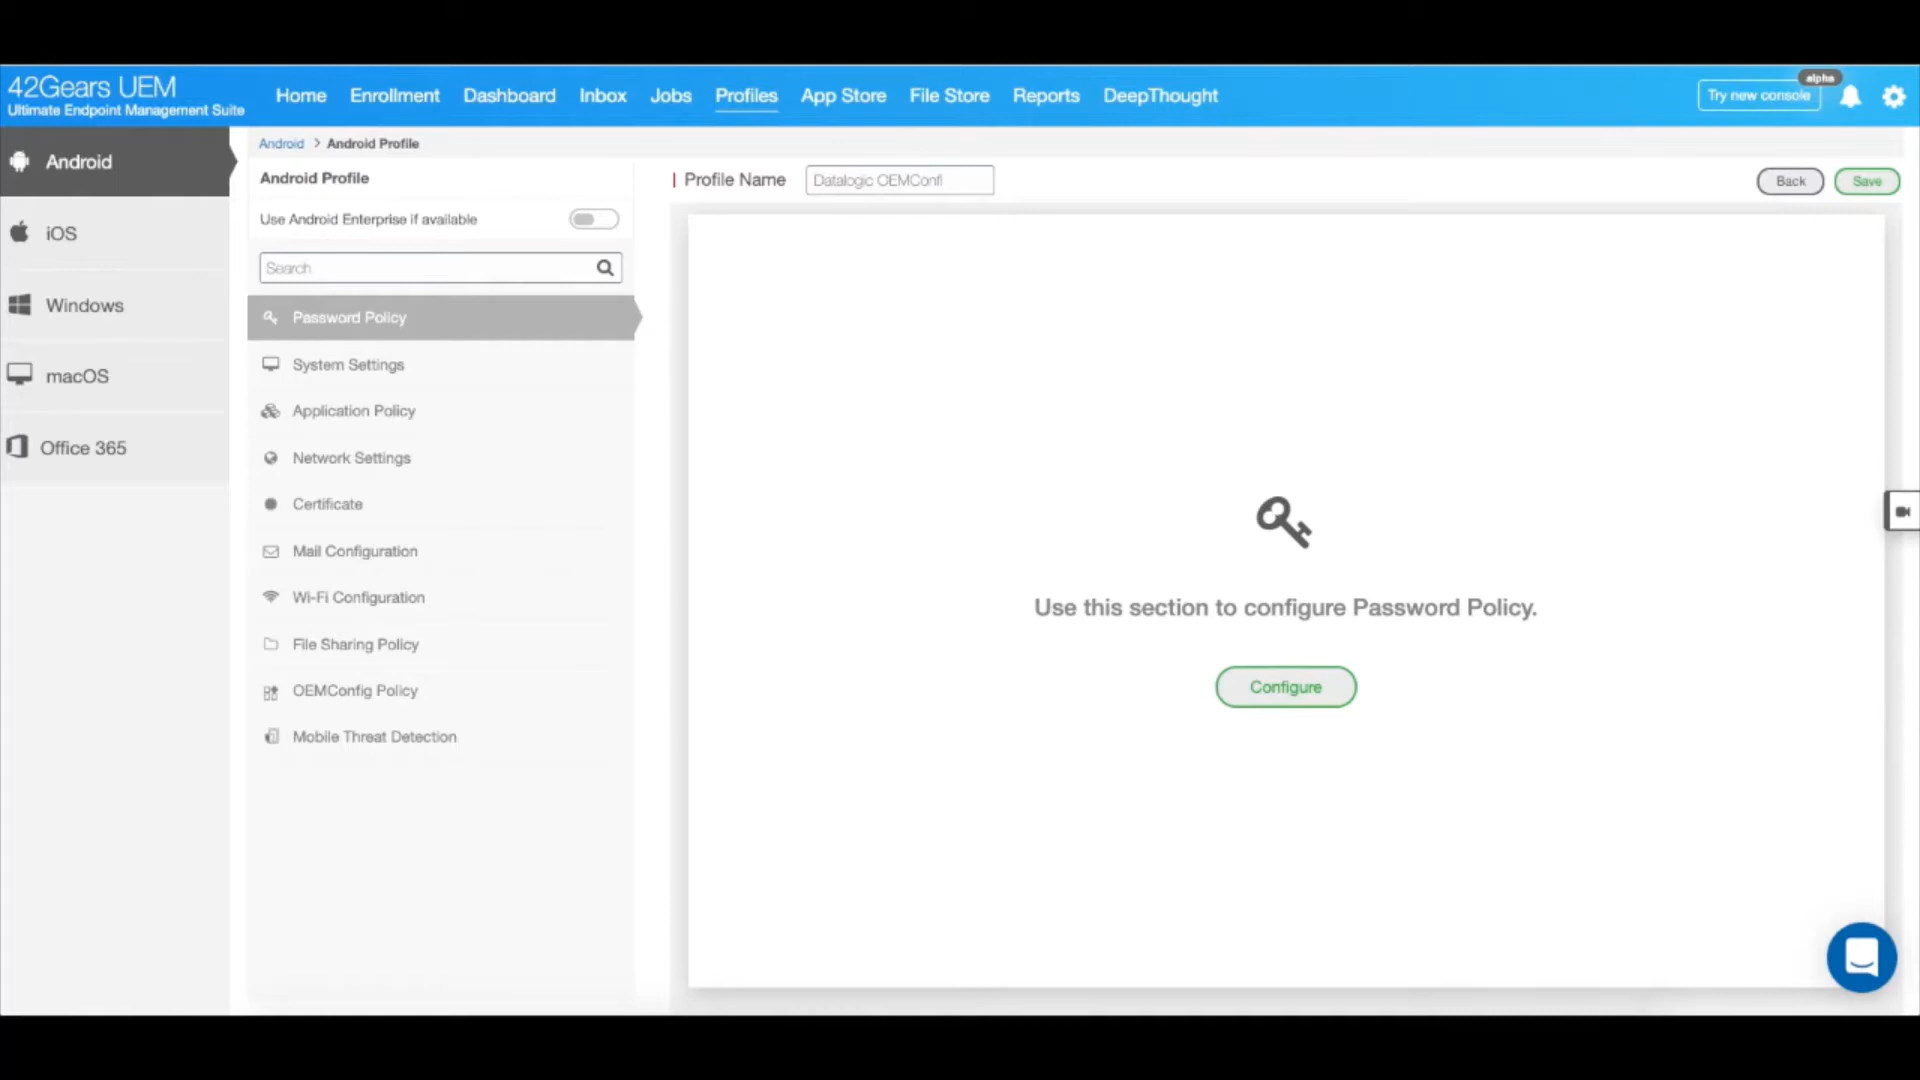 42Gears UEM
Ultimate Endpoint Management Suite
Home
Enrollment
Dashboard
Inbox
Jobs
Profiles
App Store
File Store
Reports
DeepThought
Try new console
alpha
Android
iOS
Windows
macOS
Office 365
Android > Android Profile
Android Profile
Use Android Enterprise if available
Search
Password Policy
System Settings
Application Policy
Network Settings
Certificate
Mail Configuration
Wi-Fi Configuration
File Sharing Policy
OEMConfig Policy
Mobile Threat Detection
Profile Name
Datalogic OEMConfi
Back
Save
Use this section to configure Password Policy.
Configure